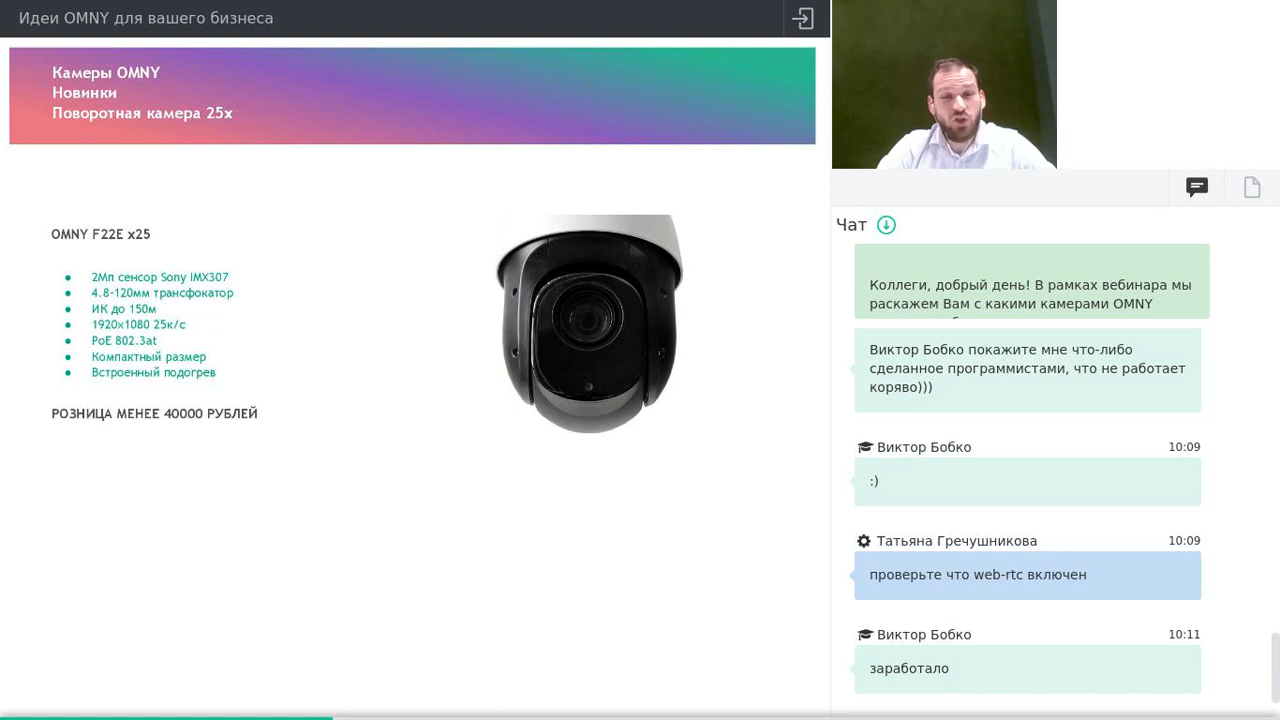 Идеи OMNY для вашего бизнеса
Камеры OMNY
Новинки
Поворотная камера 25x
OMNY F22E x25
● 2Мп сенсор Sony IMX307
● 4.8-120мм трансфокатор
● ИК до 150м
● 1920x1080 25к/с
● PoE 802.3at
● Компактный размер
● Встроенный подогрев
РОЗНИЦА МЕНЕЕ 40000 РУБЛЕЙ
Чат
Коллеги, добрый день! В рамках вебинара мы
раскажем Вам с какими камерами OMNY
Виктор Бобко покажите мне что-либо
сделанное программистами, что не работает
коряво)))
Виктор Бобко 10:09
:)
Татьяна Гречушникова 10:09
проверьте что web-rtc включен
Виктор Бобко 10:11
заработало